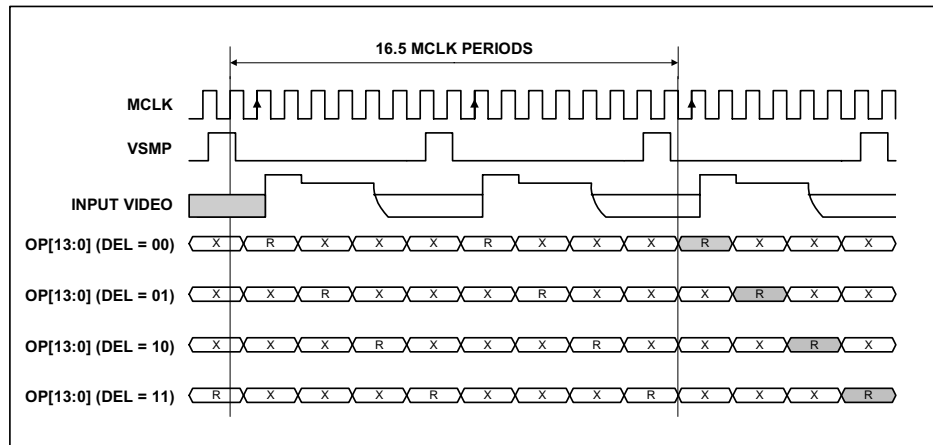 16.5 MCLK PERIODS
MCLK
VSMP
INPUT VIDEO
OP[13:0] (DEL = 00) X R X X X R X X X R X X X
OP[13:0] (DEL = 01) X X R X X X R X X X R X X
OP[13:0] (DEL = 10) X X X R X X X R X X X R X
OP[13:0] (DEL = 11) R X X X R X X X R X X X R